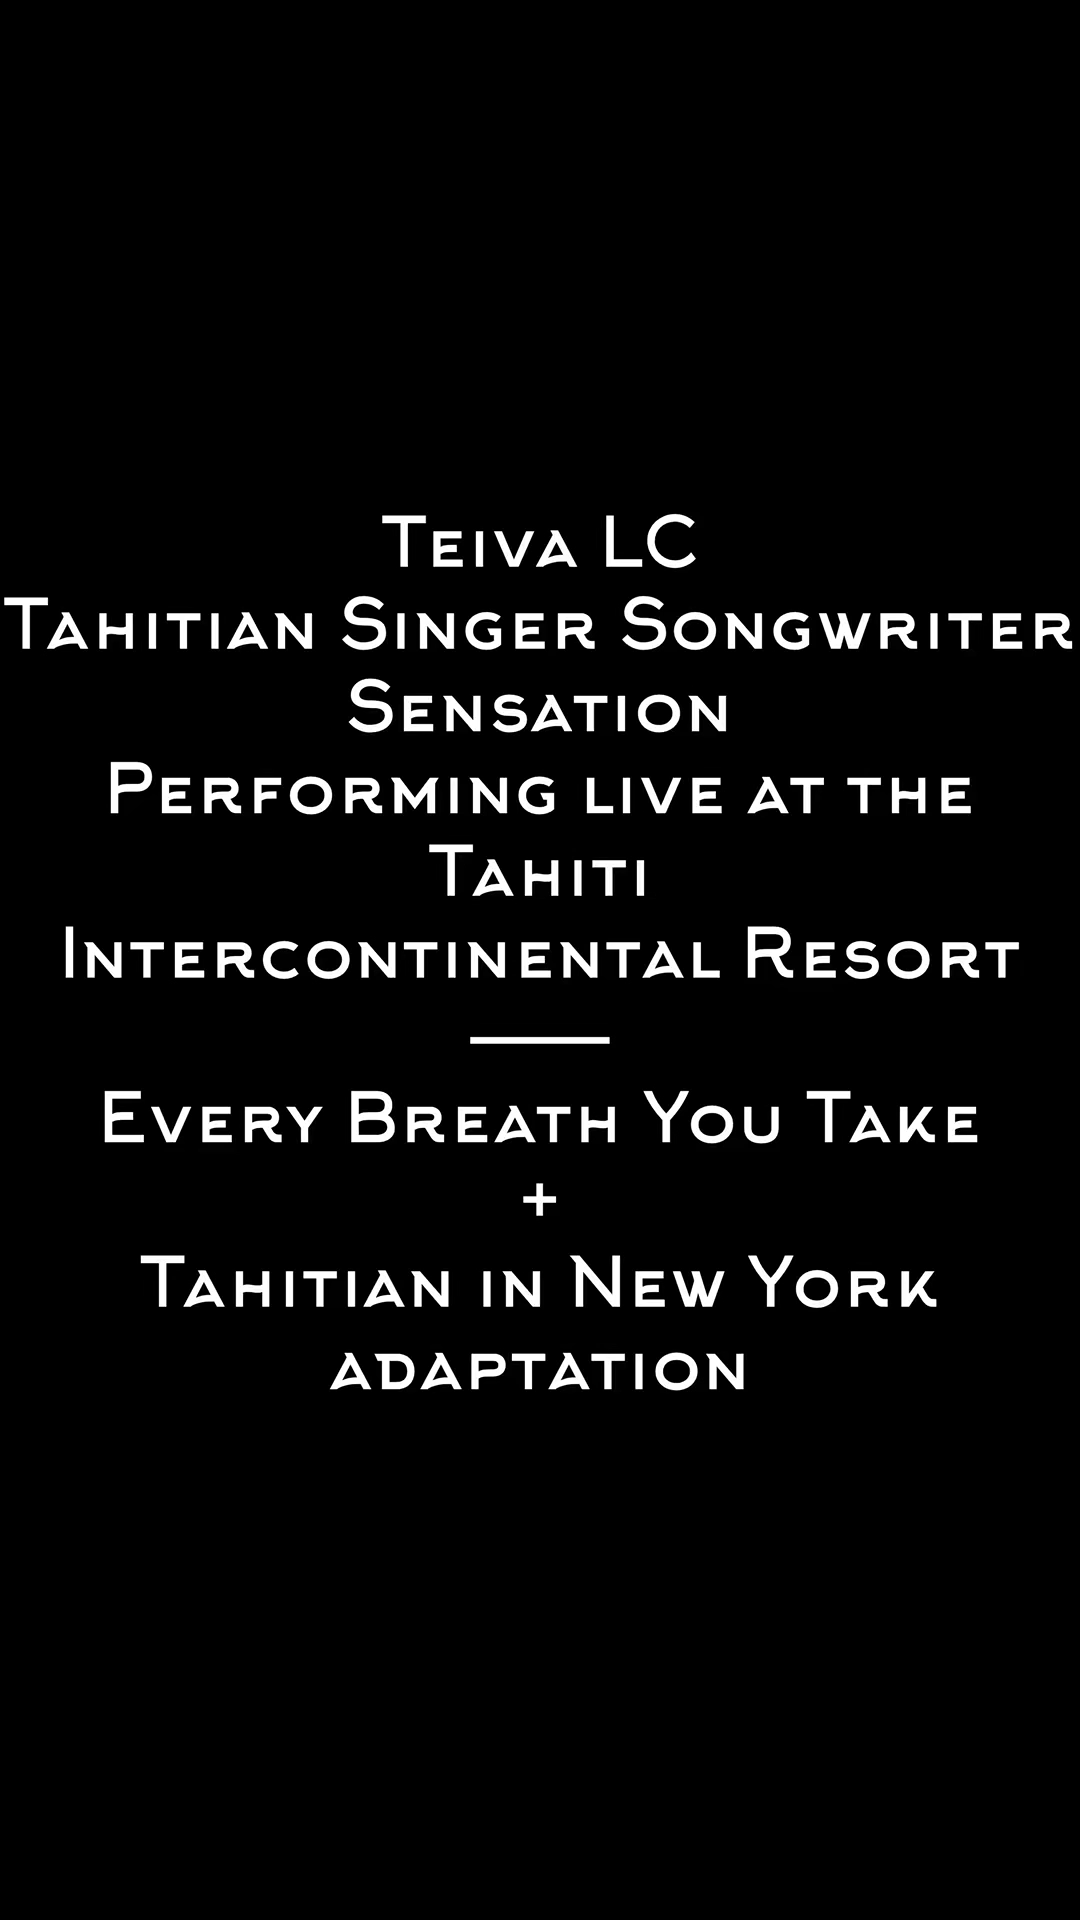 Teiva LC
Tahitian Singer Songwriter
Sensation
Performing live at the
Tahiti
Intercontinental Resort
———
Every Breath You Take
+
Tahitian in New York
adaptation